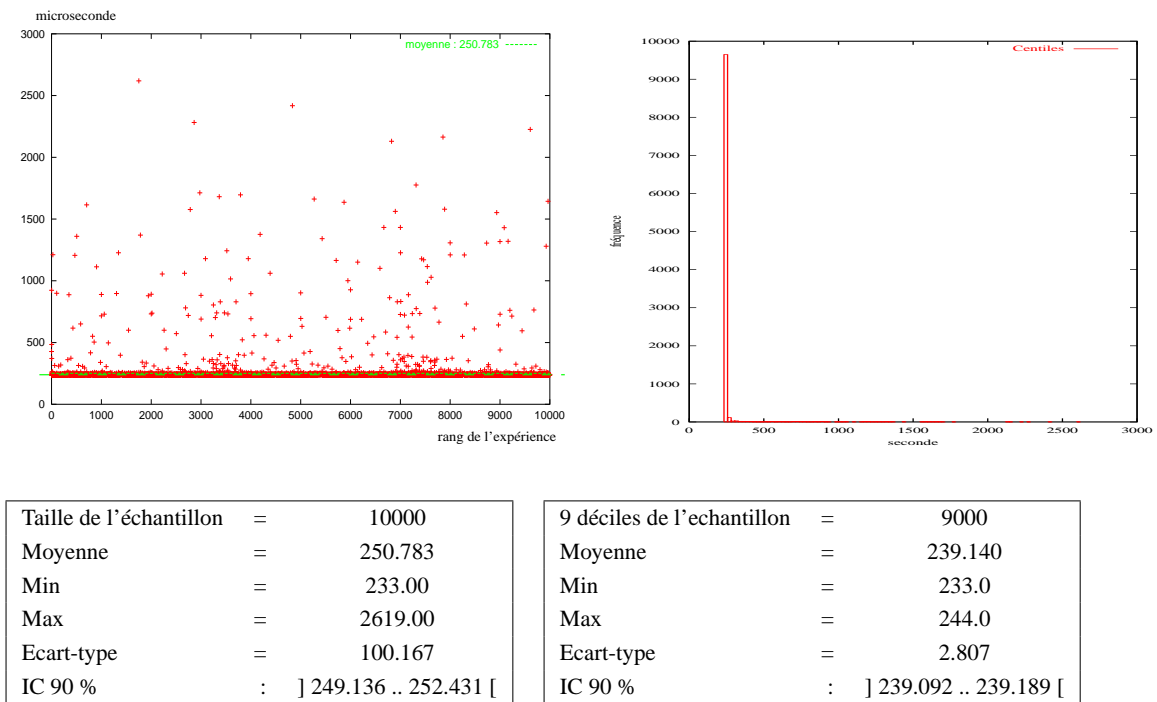 microseconde
3000
2500
2000
1500
1000
500
0
moyenne : 250.783
0 1000 2000 3000 4000 5000 6000 7000 8000 9000 10000
rang de l'expérience
10000
9000
8000
7000
6000
5000
4000
3000
2000
1000
0
fréquence
Centiles
0 500 1000 1500 2000 2500 3000
seconde
Taille de l'échantillon = 10000
Moyenne = 250.783
Min = 233.00
Max = 2619.00
Ecart-type = 100.167
IC 90 % : ] 249.136 .. 252.431 [
9 déciles de l'echantillon = 9000
Moyenne = 239.140
Min = 233.0
Max = 244.0
Ecart-type = 2.807
IC 90 % : ] 239.092 .. 239.189 [